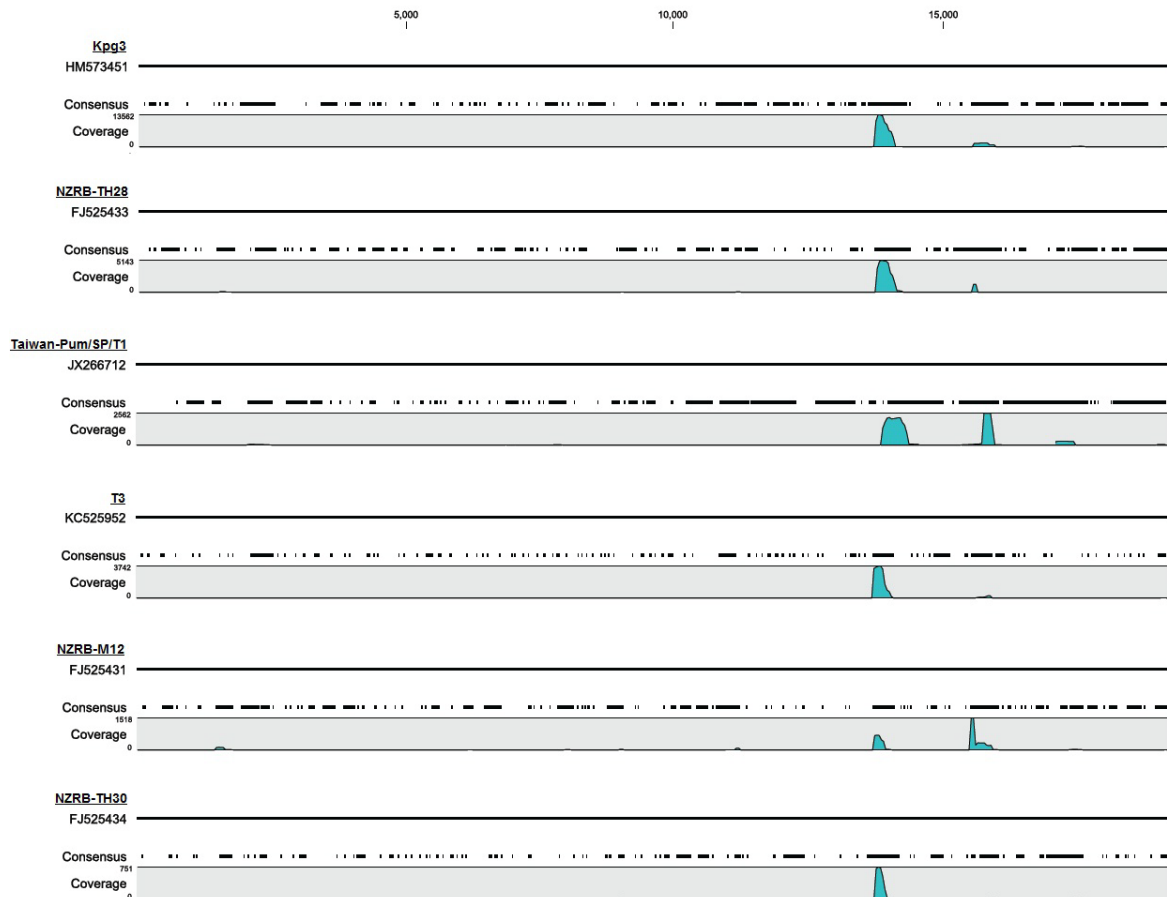 5,000 10,000 15,000
Kpg3
HM573451
Consensus
13562
Coverage
0
NZRB-TH28
FJ525433
Consensus
5143
Coverage
0
Taiwan-Pum/SP/T1
JX266712
Consensus
2562
Coverage
0
T3
KC525952
Consensus
3742
Coverage
0
NZRB-M12
FJ525431
Consensus
1518
Coverage
0
NZRB-TH30
FJ525434
Consensus
751
Coverage
0